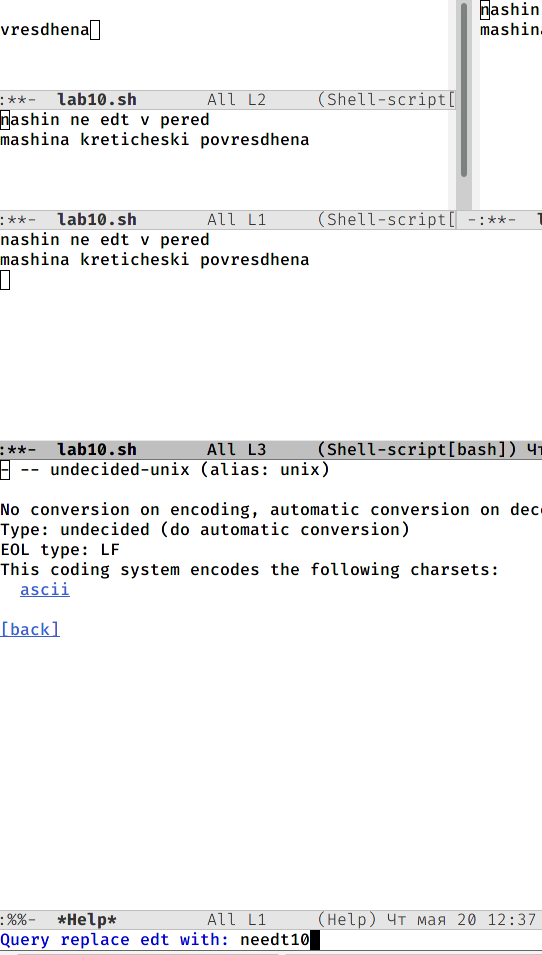 vresdhena
:**-  lab10.sh       All L2     (Shell-script[
nashin ne edt v pered
mashina kreticheski povresdhena
:**-  lab10.sh       All L1     (Shell-script[
nashin
-:**-
nashin ne edt v pered
mashina kreticheski povresdhena
:**-  lab10.sh       All L3     (Shell-script[bash]) Чт
- -- undecided-unix (alias: unix)
No conversion on encoding, automatic conversion on
Type: undecided (do automatic conversion)
EOL type: LF
This coding system encodes the following charsets:
ascii
[back]
:%%-  *Help*         All L1     (Help) Чт мая 20 12:37
Query replace edt with: needt10